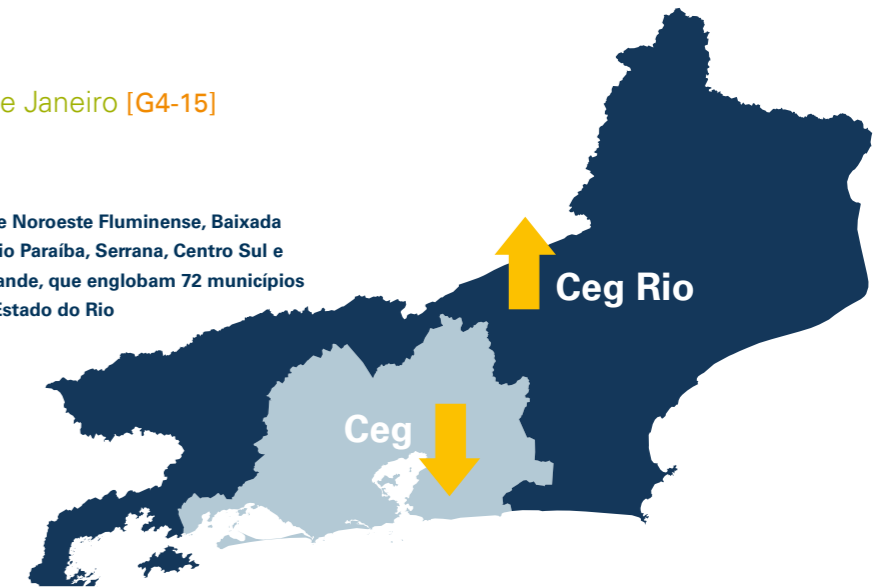 e Janeiro [G4-15]
e Noroeste Fluminense, Baixada
io Paraíba, Serrana, Centro Sul e
ande, que englobam 72 municípios
Estado do Rio
Ceg Rio
Ceg